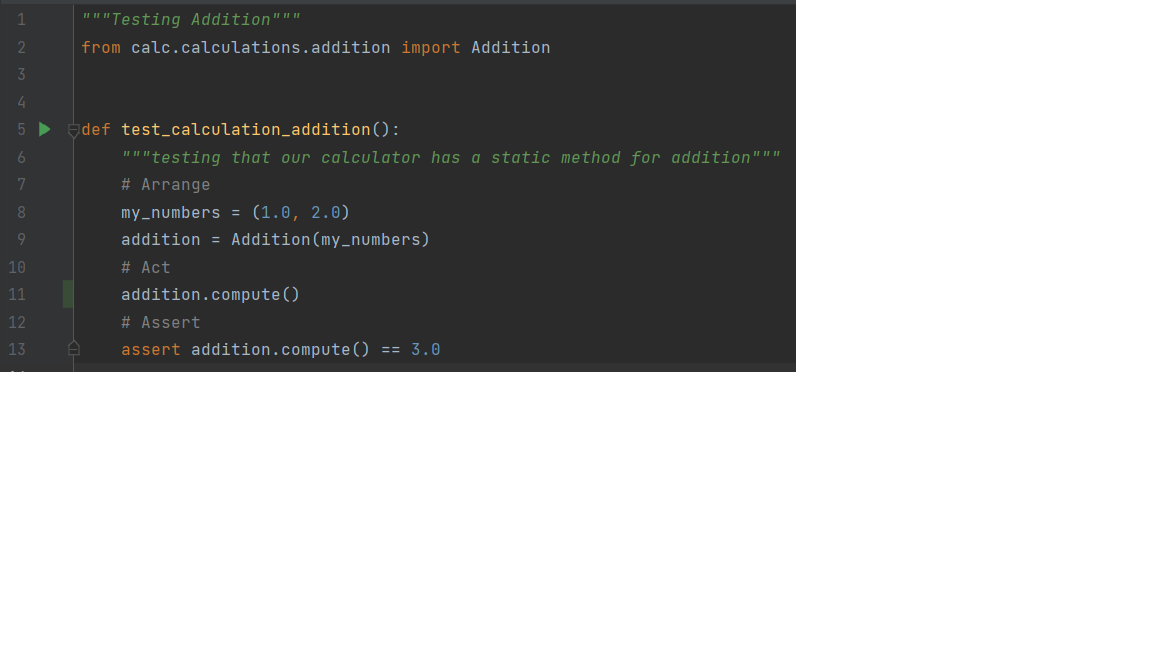 1 """Testing Addition"""
2 from calc.calculations.addition import Addition
3
4
5 def test_calculation_addition():
6     """testing that our calculator has a static method for addition"""
7     # Arrange
8     my_numbers = (1.0, 2.0)
9     addition = Addition(my_numbers)
10     # Act
11     addition.compute()
12     # Assert
13     assert addition.compute() == 3.0